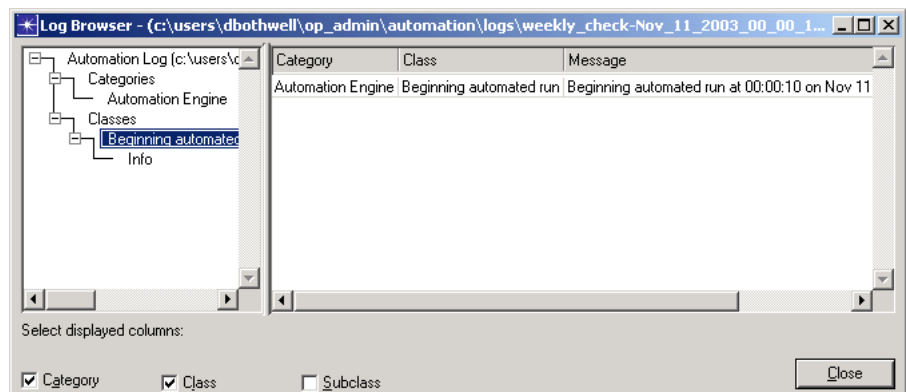 Log Browser - (c:\users\dbothwell\op_admin\automation\logs\weekly_check-Nov_11_2003_00_00_1...
Automation Log (c:\users\
Categories
Automation Engine
Classes
Beginning automated
Info
Category Class Message
Automation Engine Beginning automated run Beginning automated run at 00:00:10 on Nov 11
Select displayed columns:
Category Class Subclass
Close